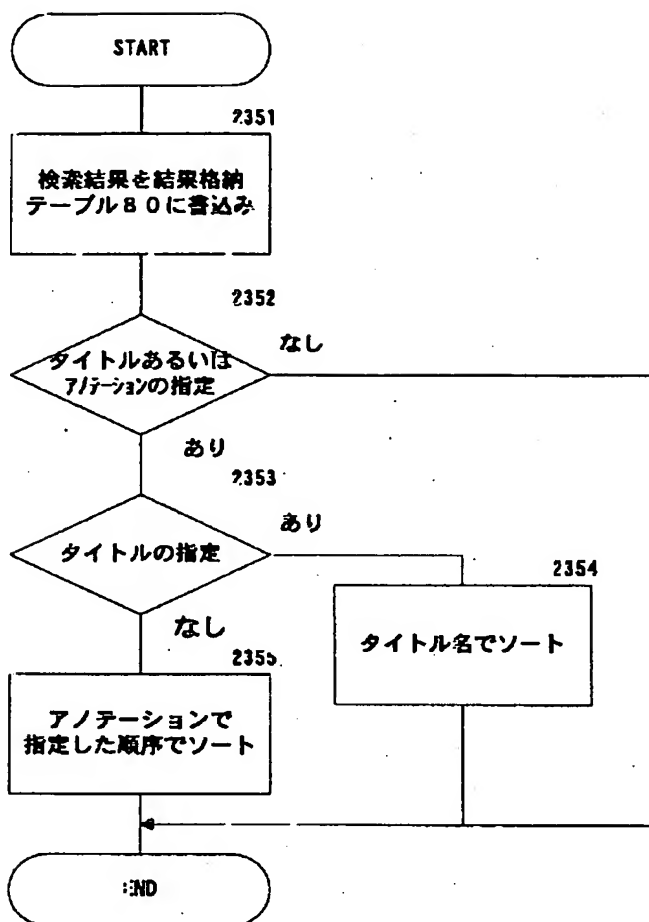 START
2351
検索結果を結果格納
テーブル80に書込み
2352
タイトルあるいは
アノテーションの指定
なし
あり
2353
タイトルの指定
あり
なし
2354
タイトル名でソート
2355
アノテーションで
指定した順序でソート
END